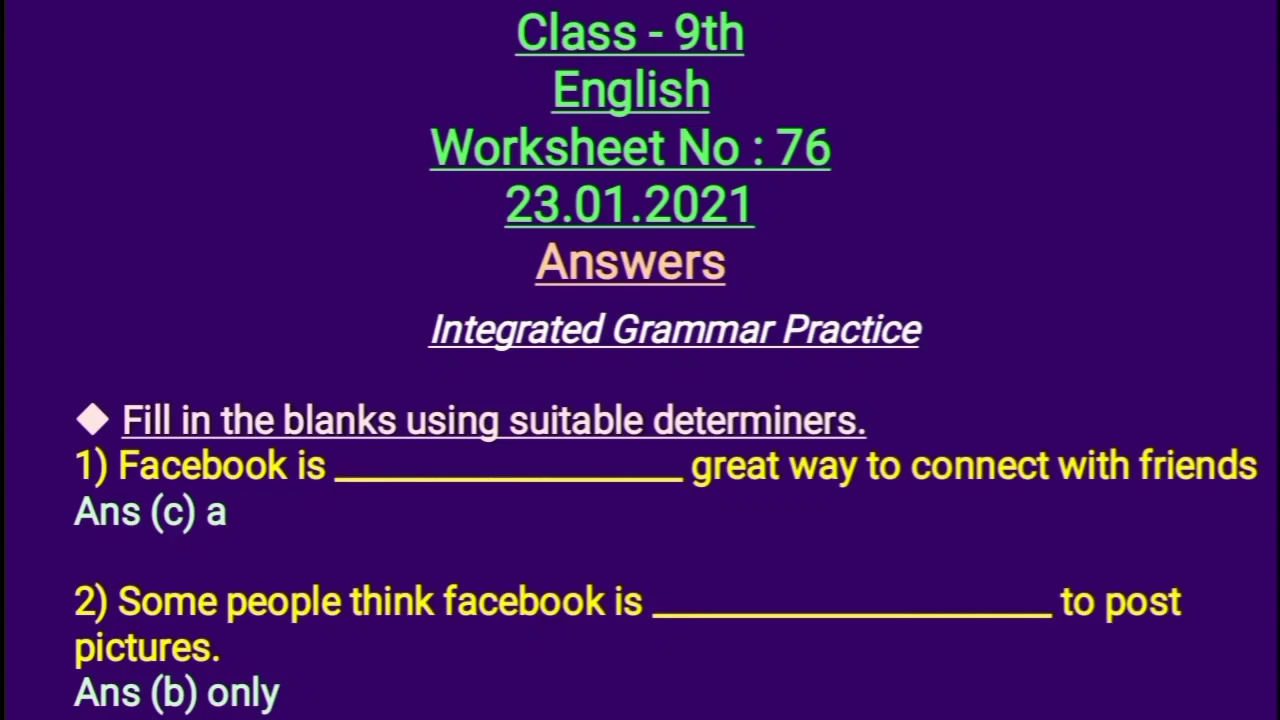 Class - 9th
English
Worksheet No : 76
23.01.2021
Answers
Integrated Grammar Practice
◆ Fill in the blanks using suitable determiners.
1) Facebook is _________________ great way to connect with friends
Ans (c) a
2) Some people think facebook is ___________________ to post
pictures.
Ans (b) only